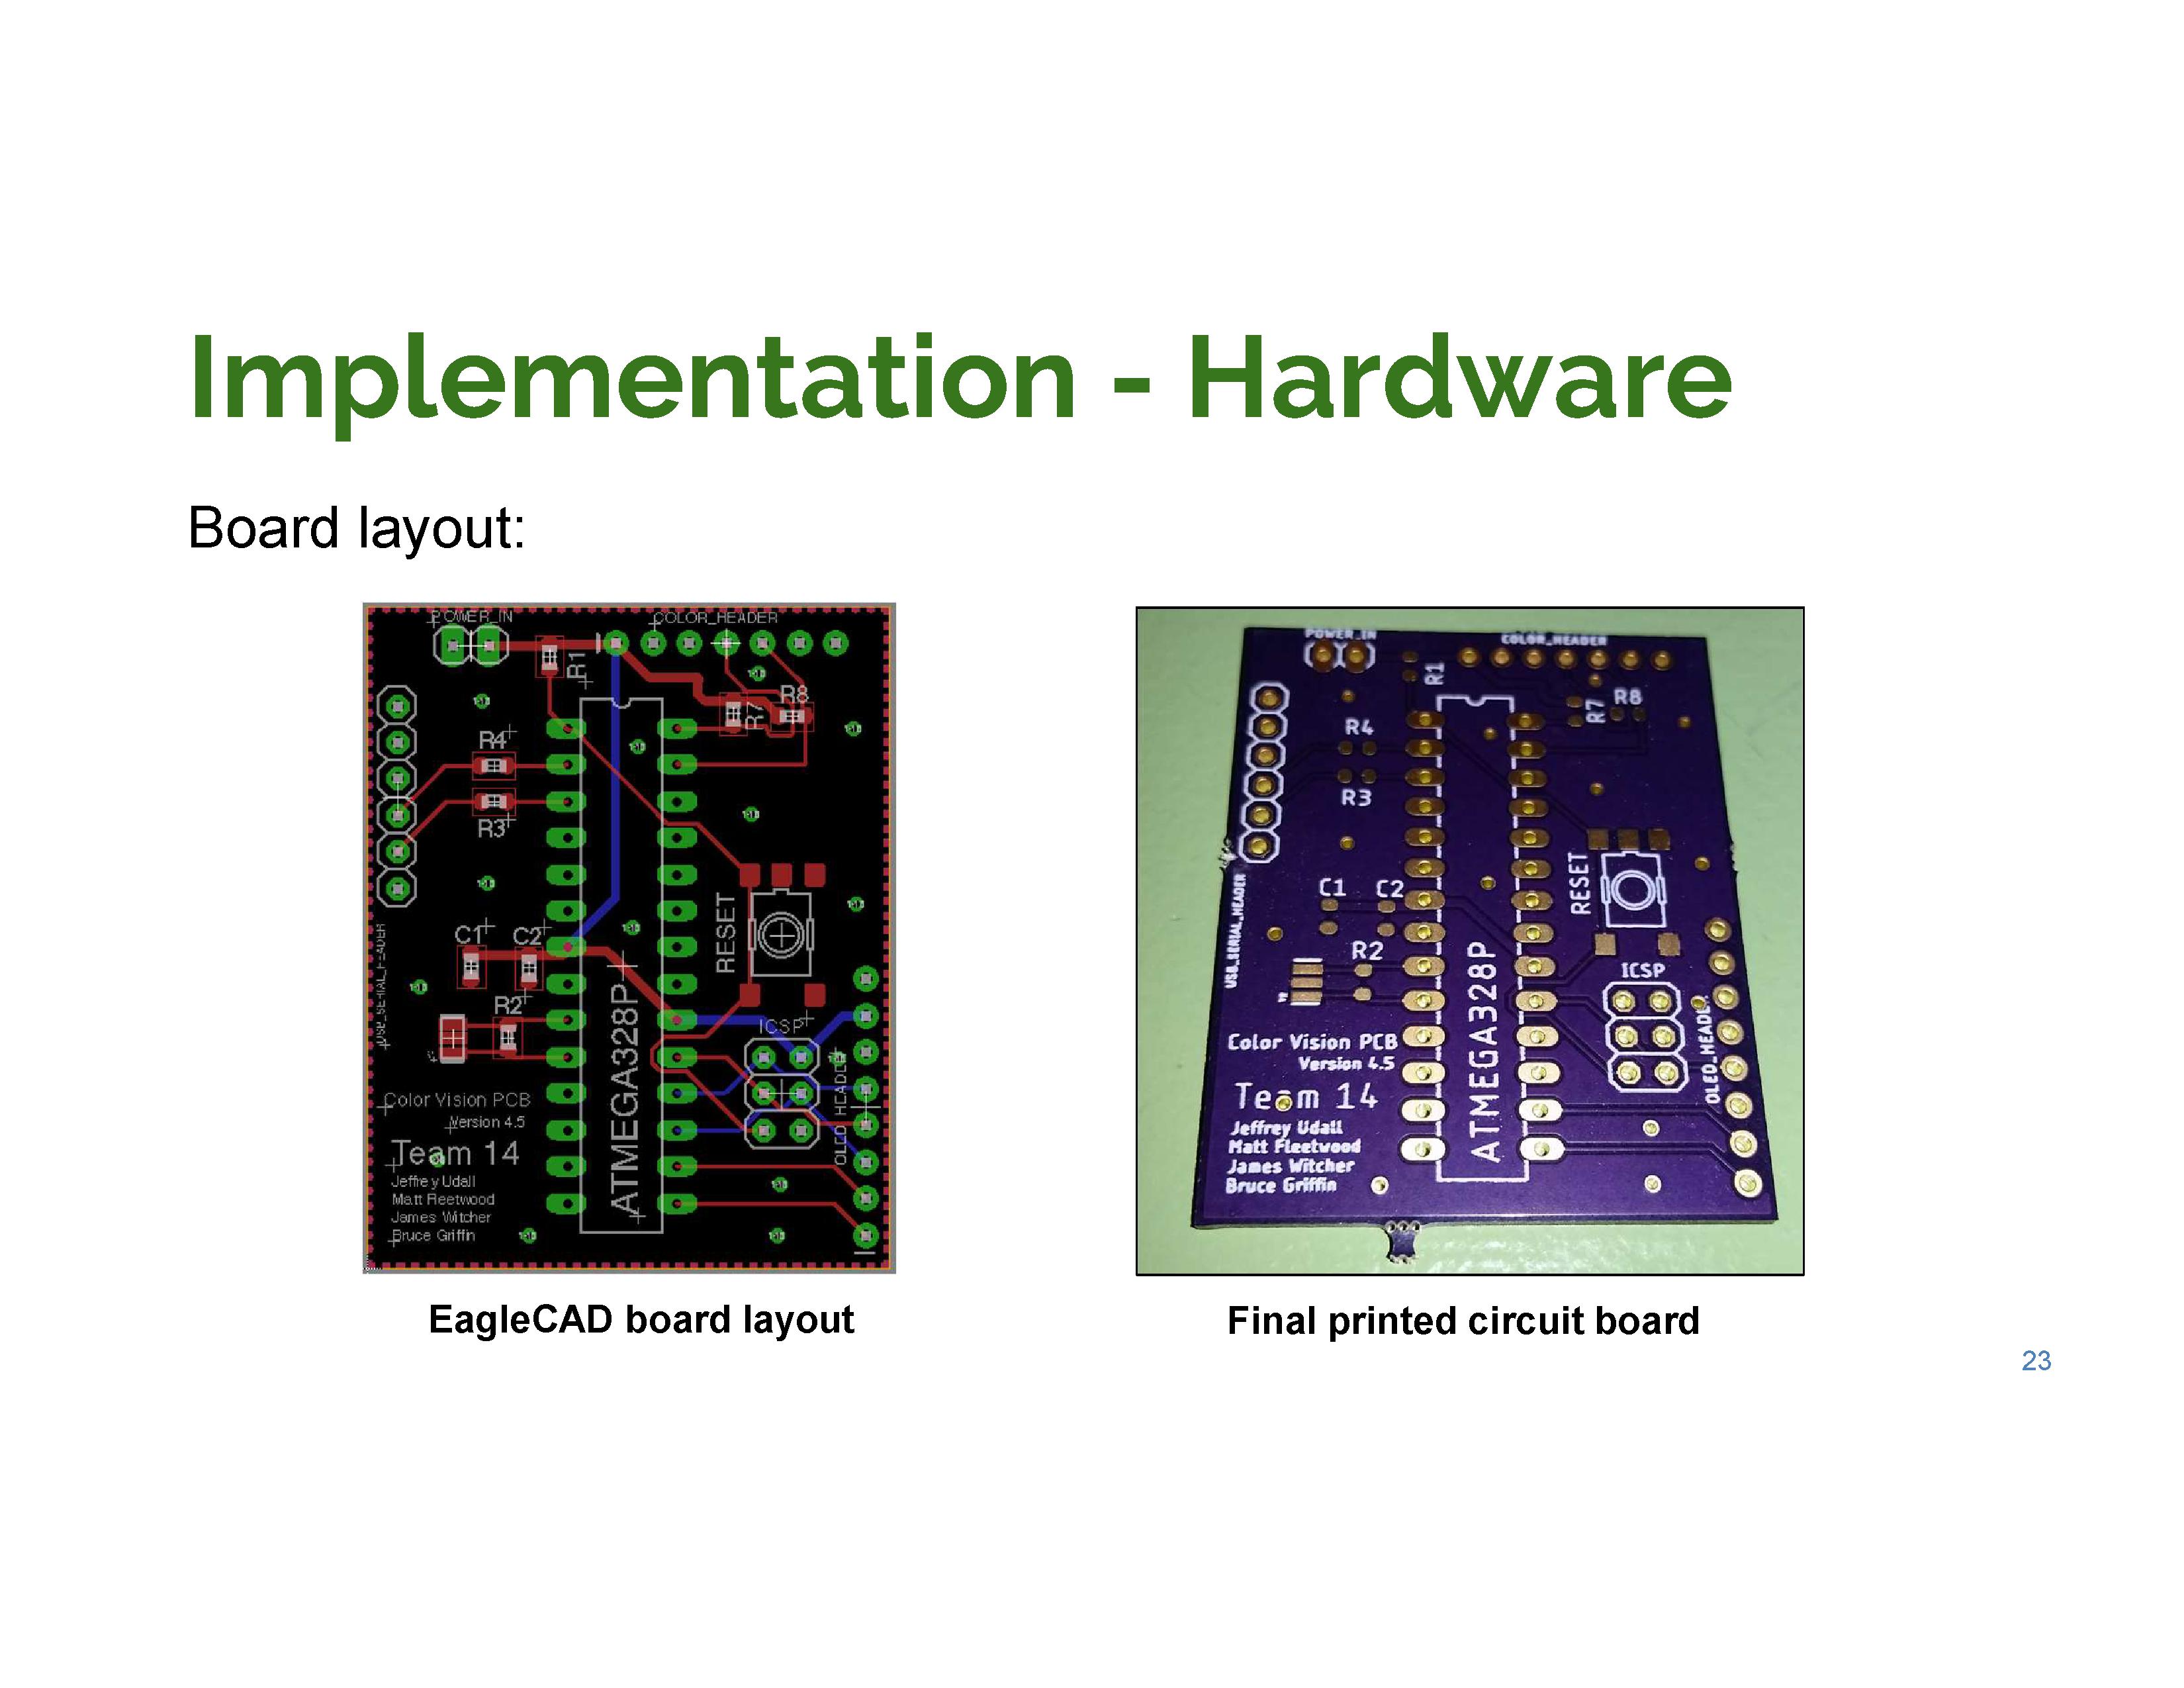 Implementation - Hardware
Board layout:
POWER_IN
COLOR_HEADER
R1
R8
R7
R4
R3
RESET
C1
C2
R2
USB_SERIAL_HEADER
ATMEGA328P
ICSP
Color Vision PCB
Version 4.5
Team 14
Jeffrey Udall
Matt Fleetwood
James Witcher
Bruce Griffin
POWER_IN
COLOR_HEADER
R1
R8
R7
R4
R3
RESET
C1
C2
R2
USB_SERIAL_HEADER
ATMEGA328P
ICSP
Color Vision PCB
Version 4.5
Team 14
Jeffrey Udall
Matt Fleetwood
James Witcher
Bruce Griffin
EagleCAD board layout
Final printed circuit board
23